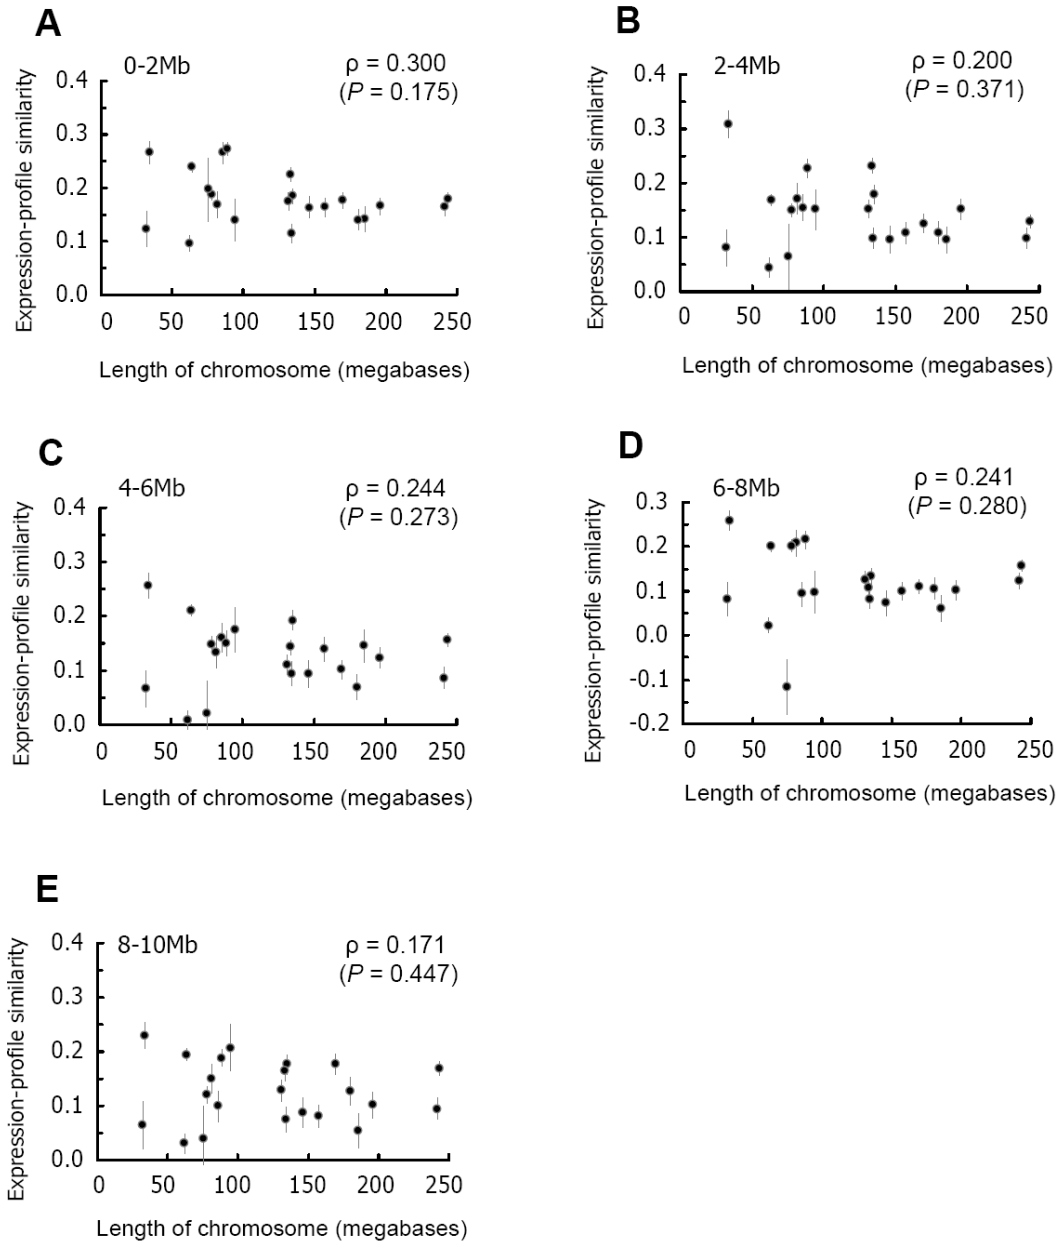 A
0-2Mb
ρ = 0.300
(P = 0.175)
Expression-profile similarity
0.4
0.3
0.2
0.1
0.0
0 50 100 150 200 250
Length of chromosome (megabases)
B
2-4Mb
ρ = 0.200
(P = 0.371)
Expression-profile similarity
0.4
0.3
0.2
0.1
0.0
0 50 100 150 200 250
Length of chromosome (megabases)
C
4-6Mb
ρ = 0.244
(P = 0.273)
Expression-profile similarity
0.4
0.3
0.2
0.1
0.0
0 50 100 150 200 250
Length of chromosome (megabases)
D
6-8Mb
ρ = 0.241
(P = 0.280)
Expression-profile similarity
0.3
0.2
0.1
0.0
-0.1
-0.2
0 50 100 150 200 250
Length of chromosome (megabases)
E
8-10Mb
ρ = 0.171
(P = 0.447)
Expression-profile similarity
0.4
0.3
0.2
0.1
0.0
0 50 100 150 200 250
Length of chromosome (megabases)